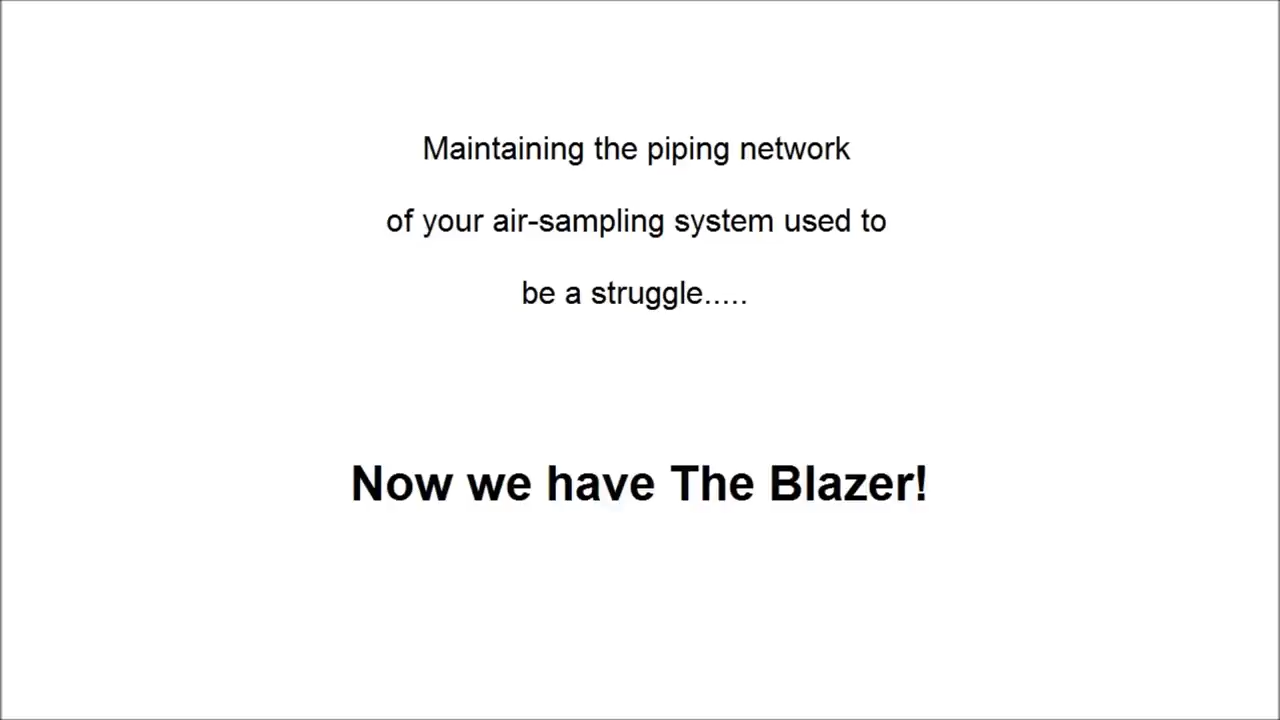 Maintaining the piping network
of your air-sampling system used to
be a struggle.....
Now we have The Blazer!